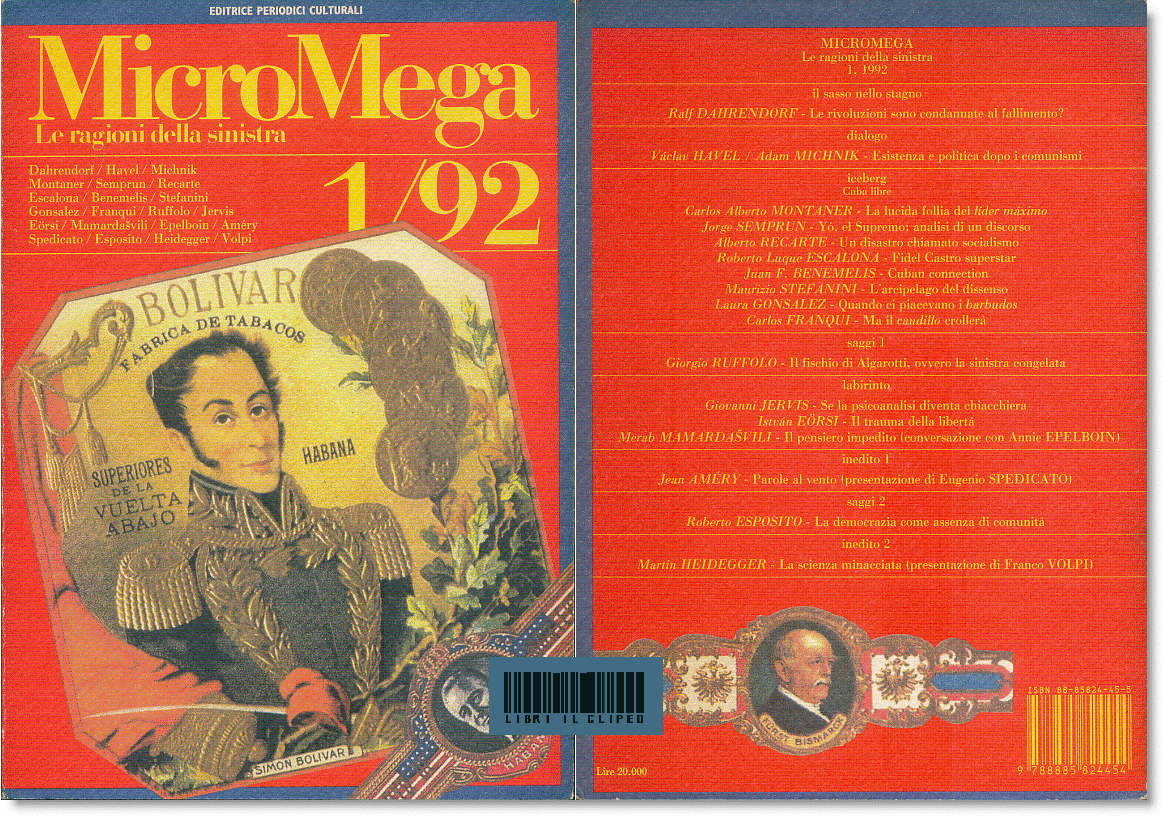 EDITRICE PERIODICI CULTURALI
MicroMega
Le ragioni della sinistra
1/92
Dahrendorf / Havel / Michnik
Montaner / Semprun / Recarte
Escalona / Benemelis / Stefanini
Gonsalez / Franqui / Ruffolo / Jervis
Eörsi / Mamardašvili / Epelboin / Améry
Spedicato / Esposito / Heidegger / Volpi
BOLIVAR
FABRICA DE TABACOS
HABANA
SUPERIORES
DE LA
VUELTA
ABAJO
SIMON BOLIVAR
HABANA
LIBRI IL CLIPEO
MICROMEGA
Le ragioni della sinistra
1, 1992
il sasso nello stagno
Ralf DAHRENDORF - Le rivoluzioni sono condannate al fallimento?
dialogo
Václav HAVEL / Adam MICHNIK - Esistenza e politica dopo i comunismi
iceberg
Cuba libre
Carlos Alberto MONTANER - La lucida follia del líder máximo
Jorge SEMPRUN - Yó, el Supremo: analisi di un discorso
Alberto RECARTE - Un disastro chiamato socialismo
Roberto Luque ESCALONA - Fidel Castro superstar
Juan F. BENEMELIS - Cuban connection
Maurizio STEFANINI - L'arcipelago del dissenso
Laura GONSALEZ - Quando ci piacevano i barbudos
Carlos FRANQUI - Ma il caudillo crollerà
saggi 1
Giorgio RUFFOLO - Il fischio di Algarotti, ovvero la sinistra congelata
labirinto
Giovanni JERVIS - Se la psicoanalisi diventa chiacchiera
István EÖRSI - Il trauma della libertà
Merab MAMARDAŠVILI - Il pensiero impedito (conversazione con Annie EPELBOIN)
inedito 1
Jean AMÉRY - Parole al vento (presentazione di Eugenio SPEDICATO)
saggi 2
Roberto ESPOSITO - La democrazia come assenza di comunità
inedito 2
Martin HEIDEGGER - La scienza minacciata (presentazione di Franco VOLPI)
BISMARCK
Lire 20.000
ISBN 88-85824-45-5
9 788885 824454